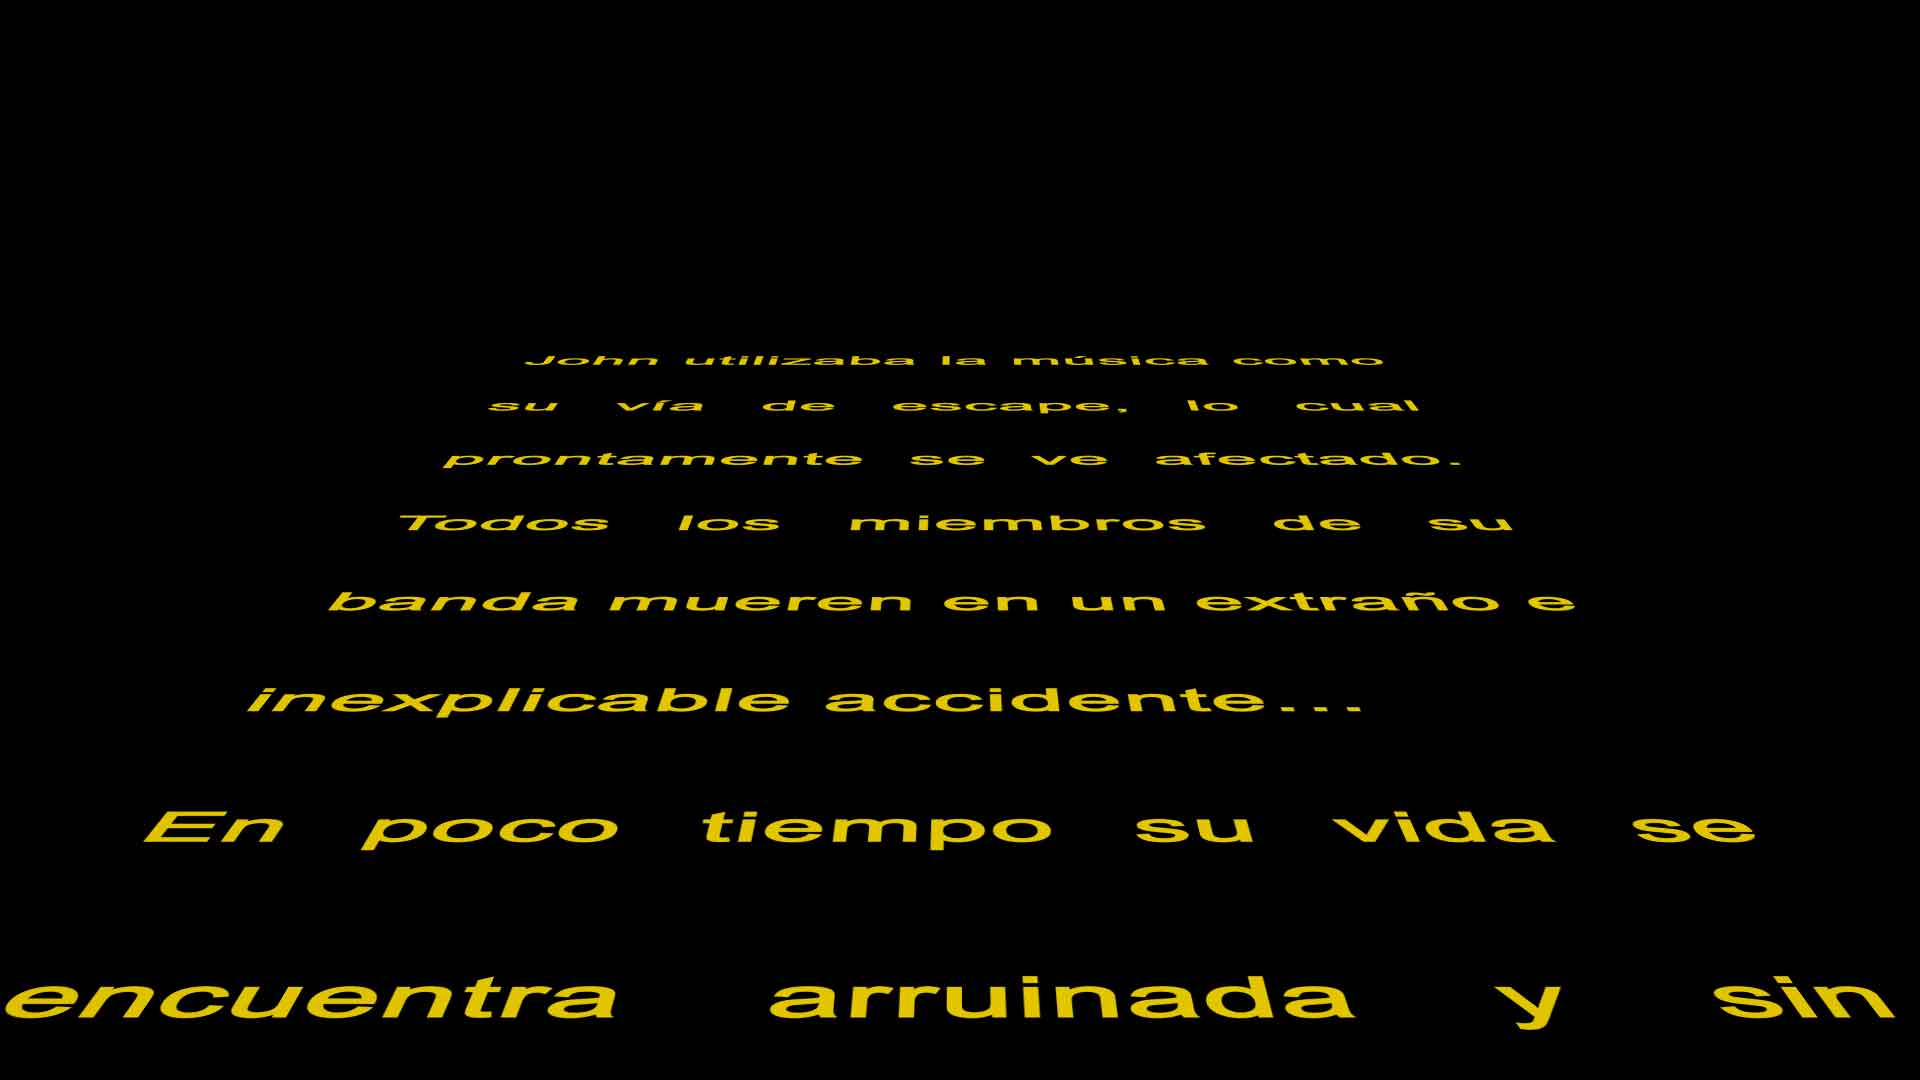 John utilizaba la música como
su vía de escape, lo cual
prontamente se ve afectado.
Todos los miembros de su
banda mueren en un extraño e
inexplicable accidente...
En poco tiempo su vida se
encuentra arruinada y sin